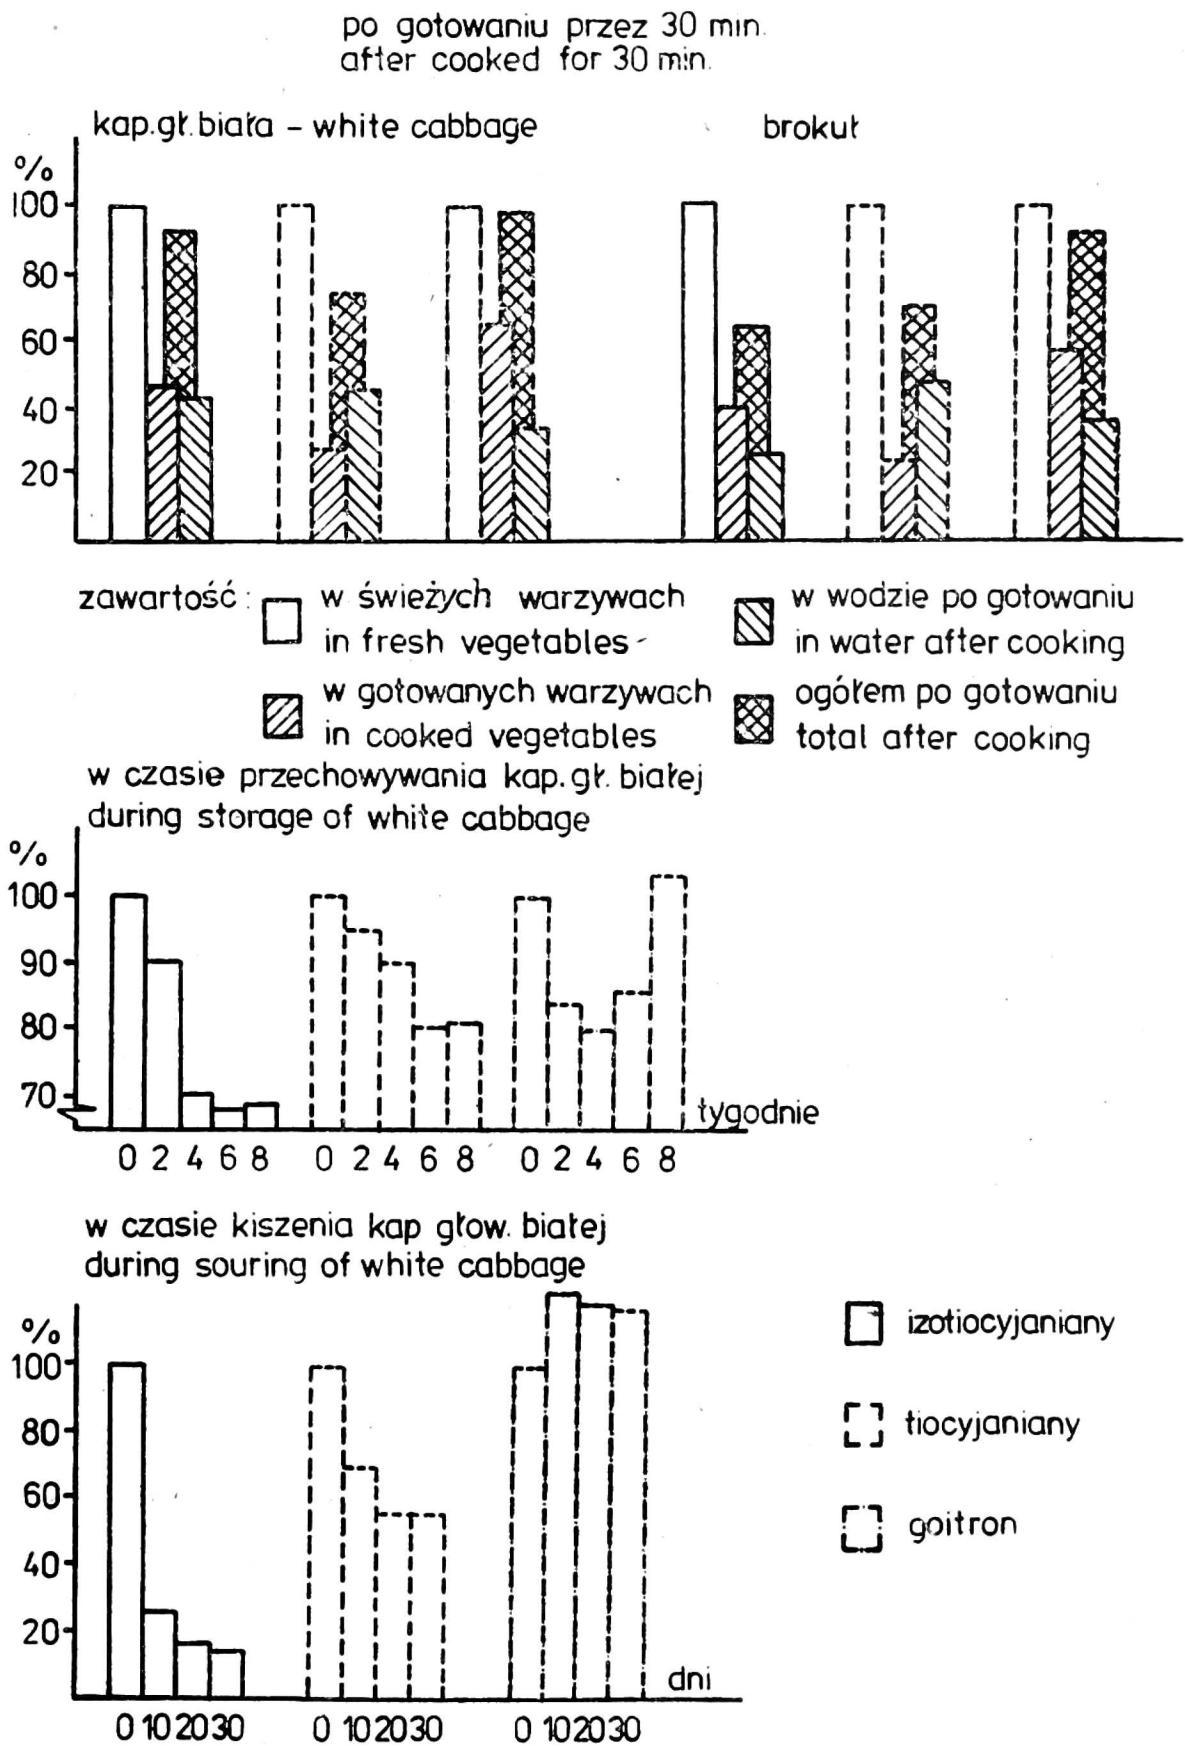 po gotowaniu przez 30 min.
after cooked for 30 min.
kap.gł.biała – white cabbage
brokuł
%
100
80
60
40
20
zawartość:
w świeżych warzywach
in fresh vegetables
w wodzie po gotowaniu
in water after cooking
w gotowanych warzywach
in cooked vegetables
ogółem po gotowaniu
total after cooking
w czasie przechowywania kap. gł. białej
during storage of white cabbage
%
100
90
80
70
tygodnie
0 2 4 6 8 0 2 4 6 8 0 2 4 6 8
w czasie kiszenia kap głow. białej
during souring of white cabbage
%
100
80
60
40
20
dni
0 10 20 30 0 10 20 30 0 10 20 30
izotiocyjaniany
tiocyjaniany
goitron